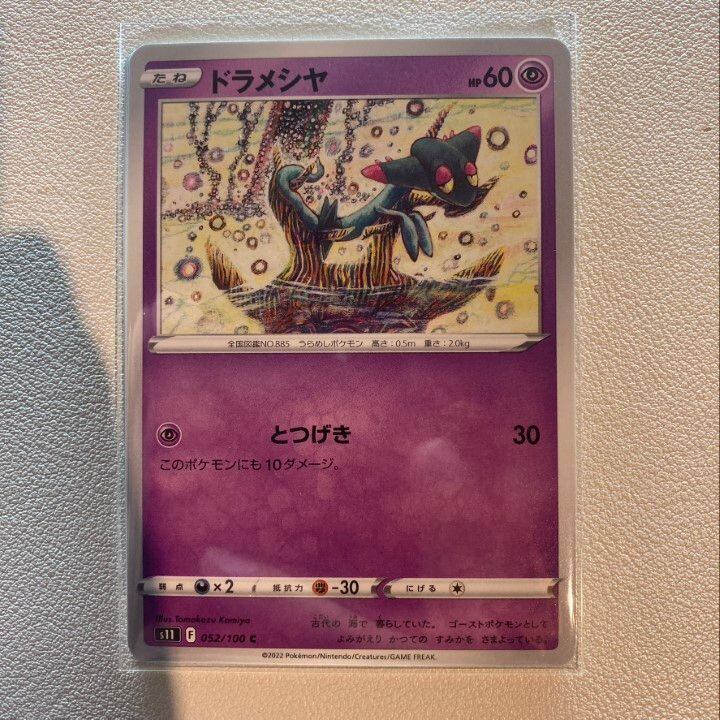 たね ドラメシヤ HP60
全国図鑑NO.885 うらめしポケモン 高さ:0.5m 重さ:2.0kg
とつげき 30
このポケモンにも10ダメージ。
弱点 ×2 抵抗力 -30 にげる
Illus.Tomokazu Komiya
古代の 海で 暮らしていた。 ゴーストポケモンとして
よみがえり かつての すみかを さまよっている。
s11 F 052/100 C
©2022 Pokémon/Nintendo/Creatures/GAME FREAK.